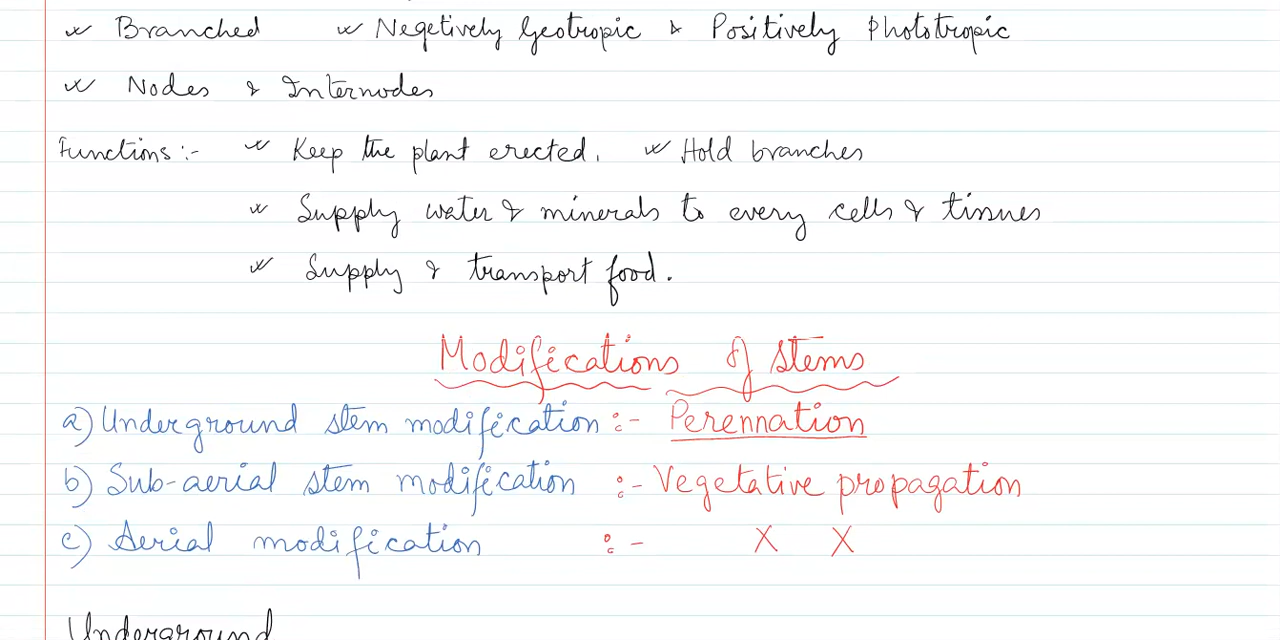 Branched Negetively Geotropic & Positively Phototropic
Nodes & Internodes
Functions :- Keep the plant erected. Hold branches
Supply water & minerals to every cells & tissues
Supply & transport food.
Modifications of stems
a) Underground stem modification :- Perennation
b) Sub-aerial stem modification :- Vegetative propagation
c) Aerial modification :- X X
Underground